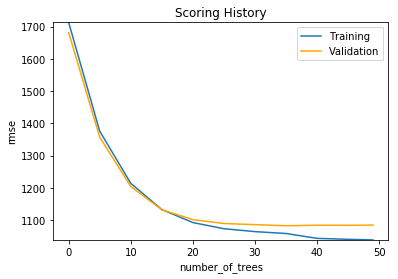 Scoring History
Training
Validation
1700
1600
1500
1400
1300
1200
1100
rmse
0
10
20
30
40
50
number_of_trees